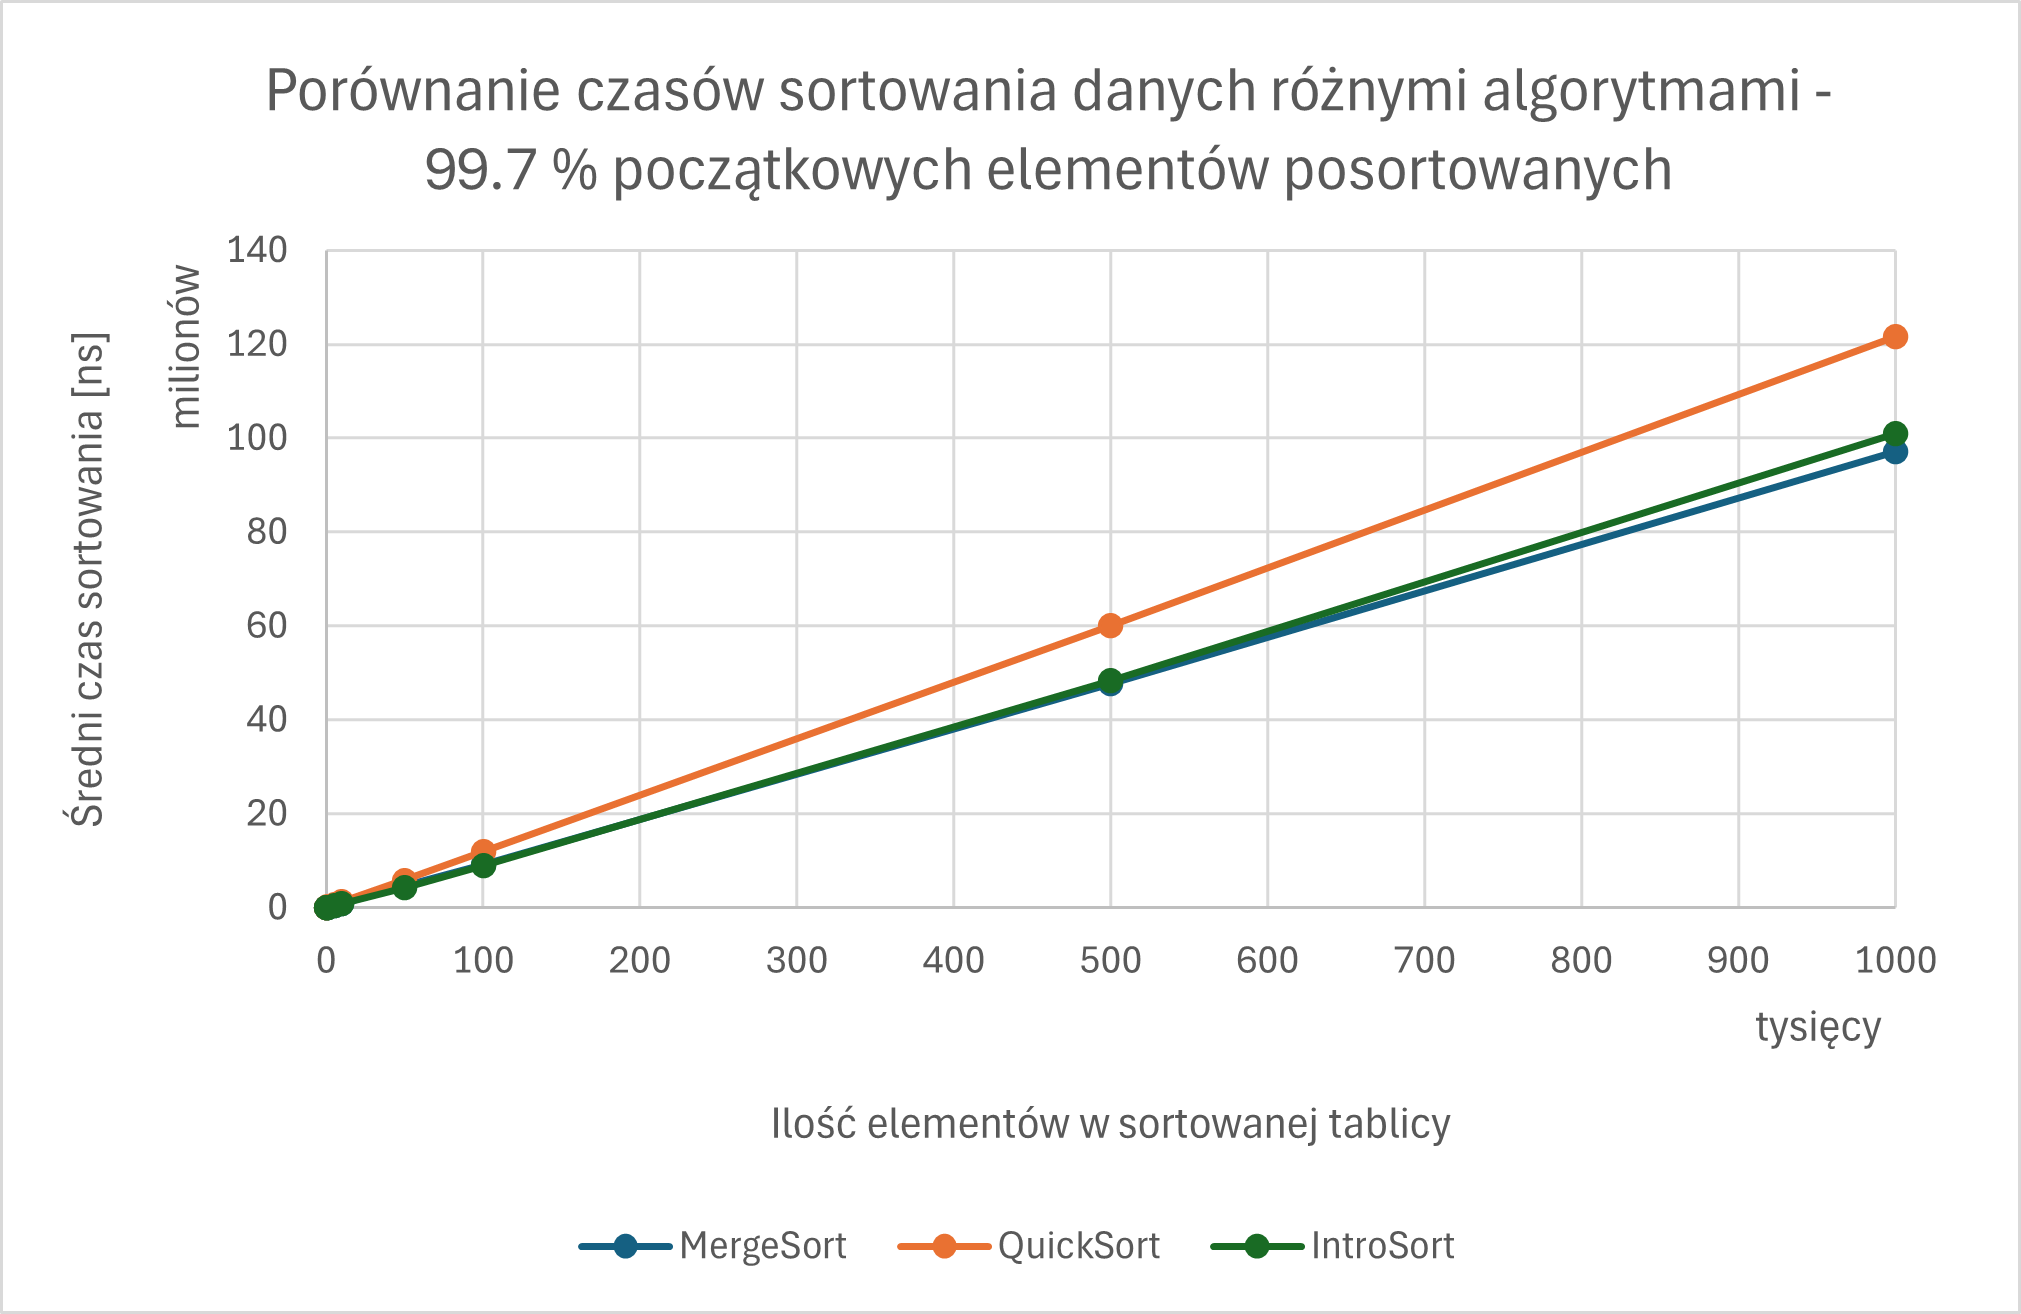 Porównanie czasów sortowania danych różnymi algorytmami -
99.7 % początkowych elementów posortowanych
Średni czas sortowania [ns]
milionów
140
120
100
80
60
40
20
0
0 100 200 300 400 500 600 700 800 900 1000
tysięcy
Ilość elementów w sortowanej tablicy
MergeSort QuickSort IntroSort